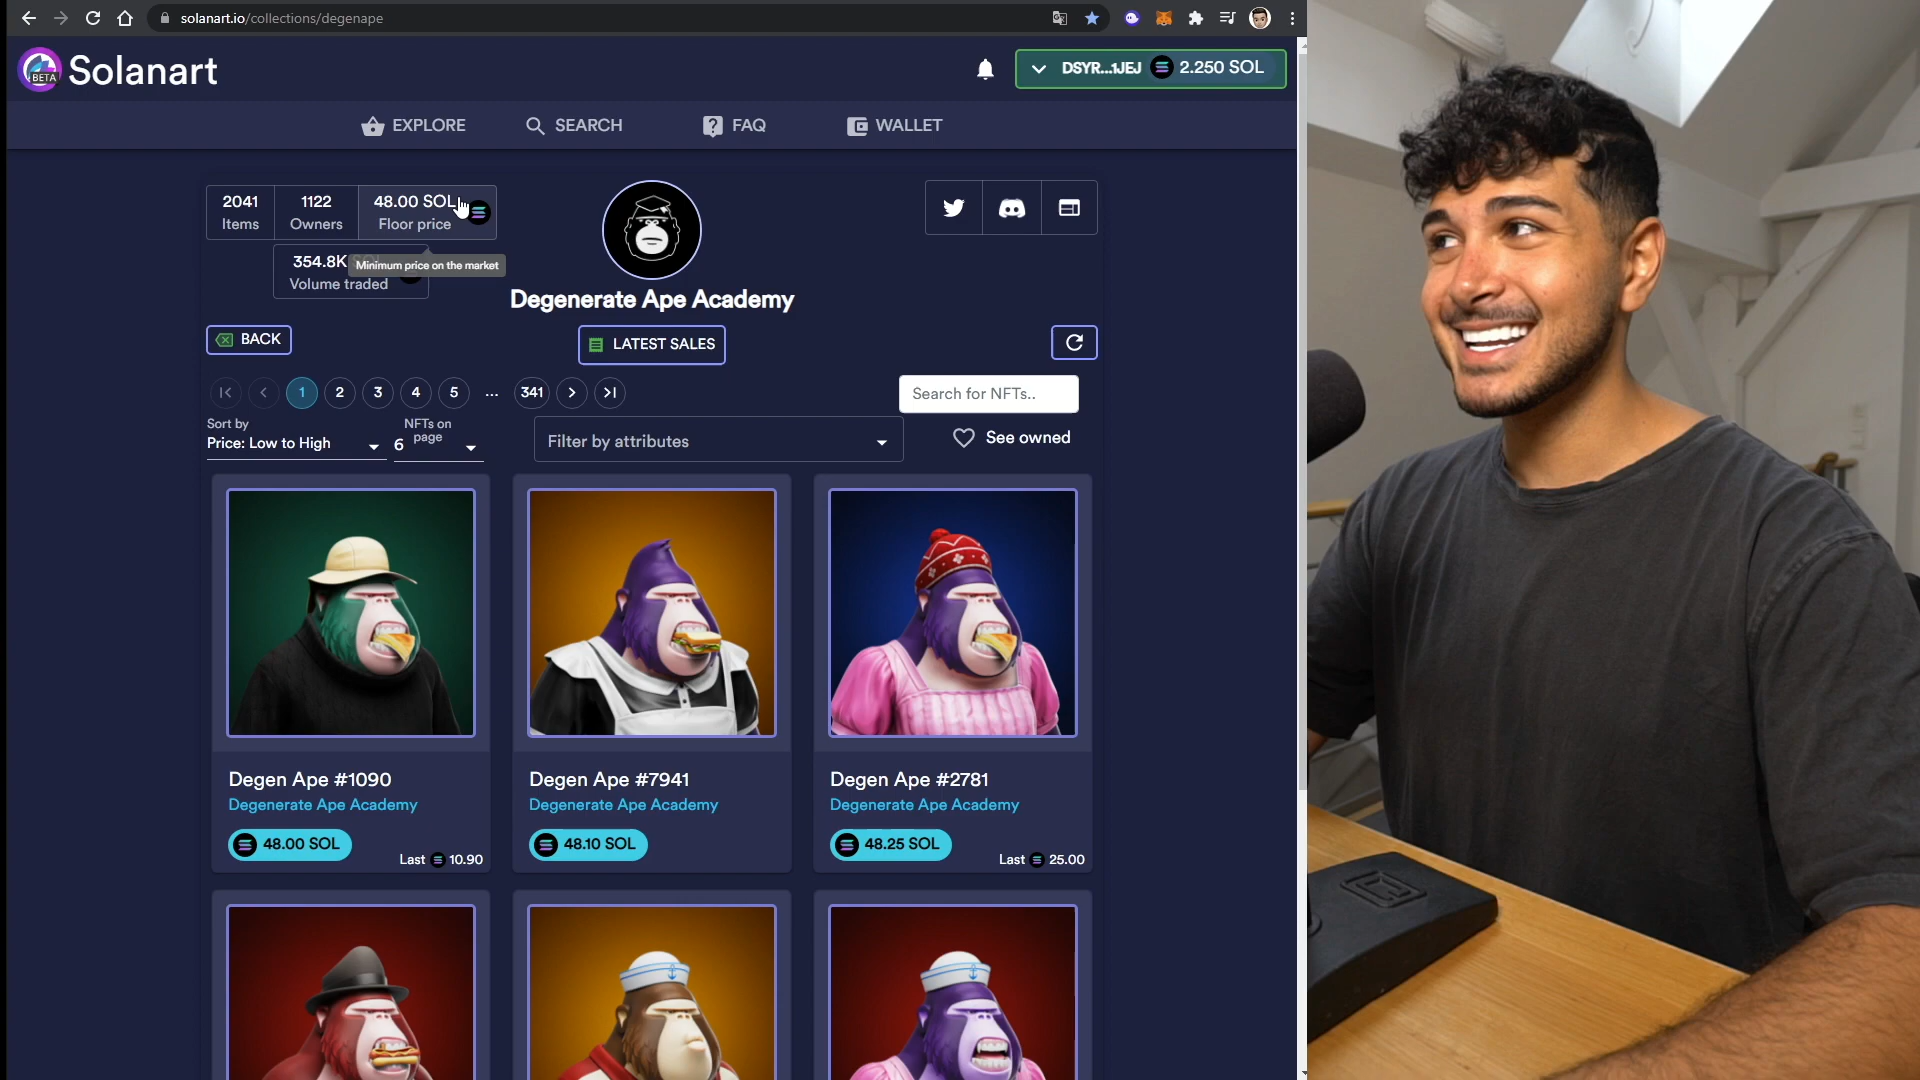 solanart.io/collections/degenape
BETA
Solanart
DSYR...1JEJ
2.250 SOL
EXPLORE
SEARCH
FAQ
WALLET
2041
Items
1122
Owners
48.00 SOL
Floor price
354.8K
Volume traded
Minimum price on the market
Degenerate Ape Academy
BACK
LATEST SALES
1
2
3
4
5
...
341
Search for NFTs..
Sort by
Price: Low to High
NFTs on
page
6
Filter by attributes
See owned
Degen Ape #1090
Degenerate Ape Academy
48.00 SOL
Last 10.90
Degen Ape #7941
Degenerate Ape Academy
48.10 SOL
Degen Ape #2781
Degenerate Ape Academy
48.25 SOL
Last 25.00